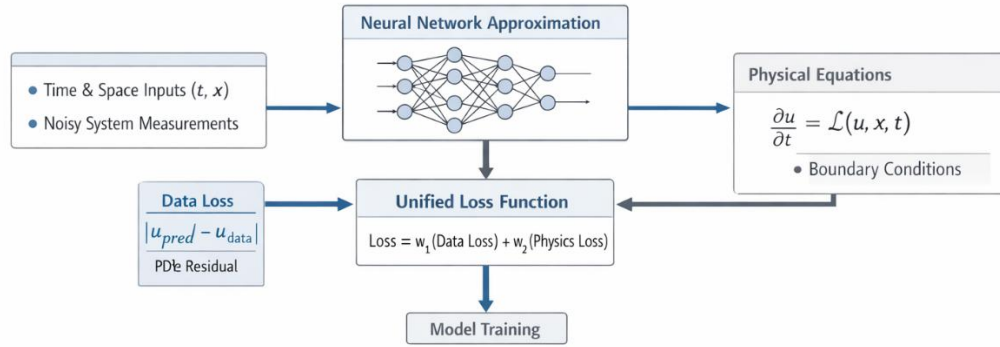 Neural Network Approximation
Time & Space Inputs (t, x)
Noisy System Measurements
Physical Equations
∂u/∂t = ℒ(u, x, t)
Boundary Conditions
Data Loss
|u_pred| − u_data|
Residual
Unified Loss Function
Loss = w₁(Data Loss) + w₂(Physics Loss)
Model Training